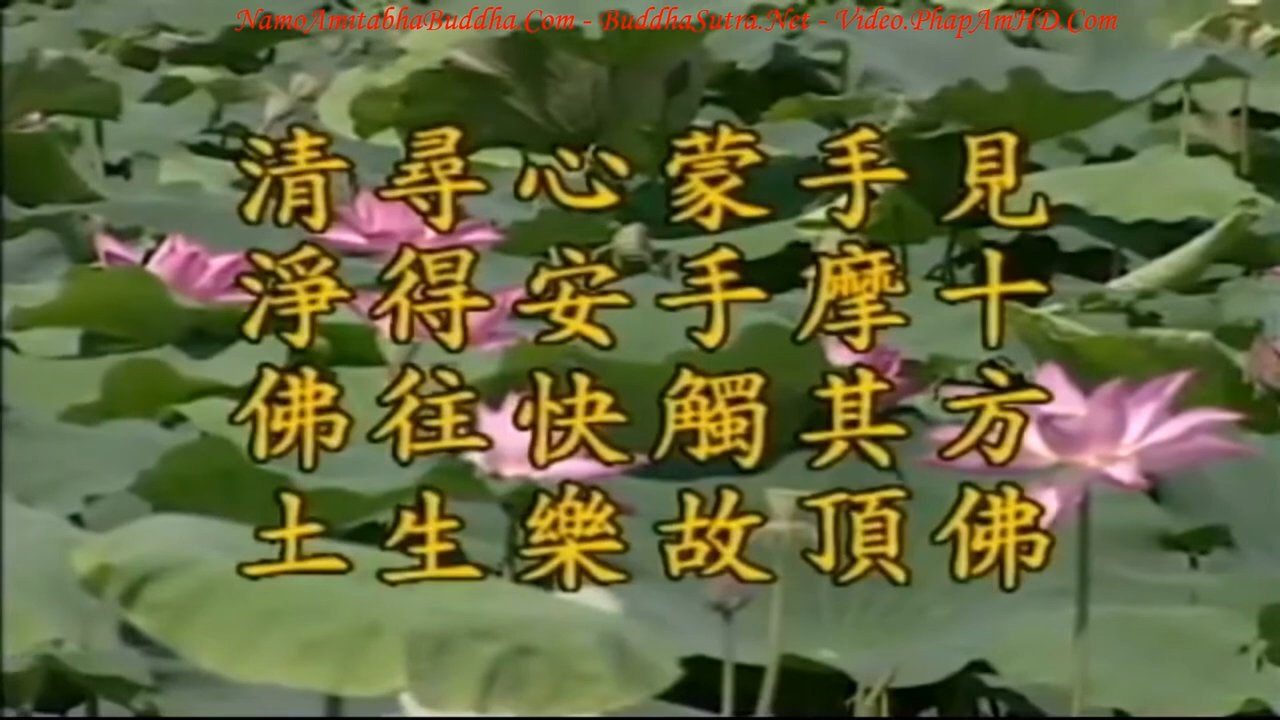 NamoAmitabhaBuddha.Com - BuddhaSutra.Net - Video.PhapAmHD.Com
見十方佛
手摩其頂
蒙手觸故
心安快樂
尋得往生
清淨佛土